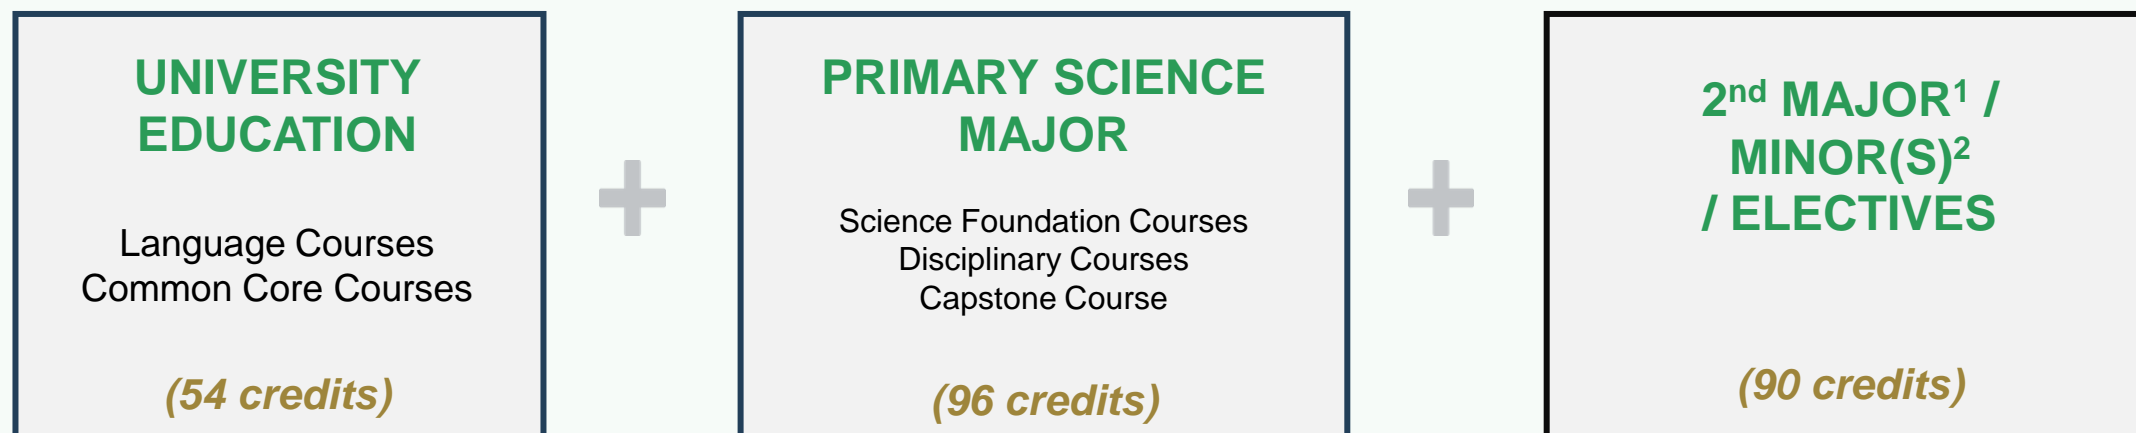 UNIVERSITY
EDUCATION
Language Courses
Common Core Courses
(54 credits)
PRIMARY SCIENCE
MAJOR
Science Foundation Courses
Disciplinary Courses
Capstone Course
(96 credits)
2nd MAJOR1 /
MINOR(S)2
/ ELECTIVES
(90 credits)